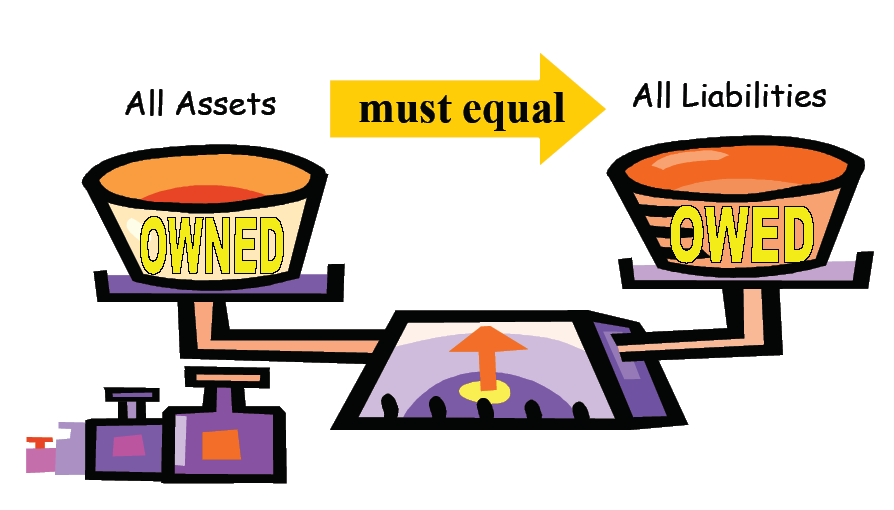 All Assets
must equal
All Liabilities
OWNED
OWED